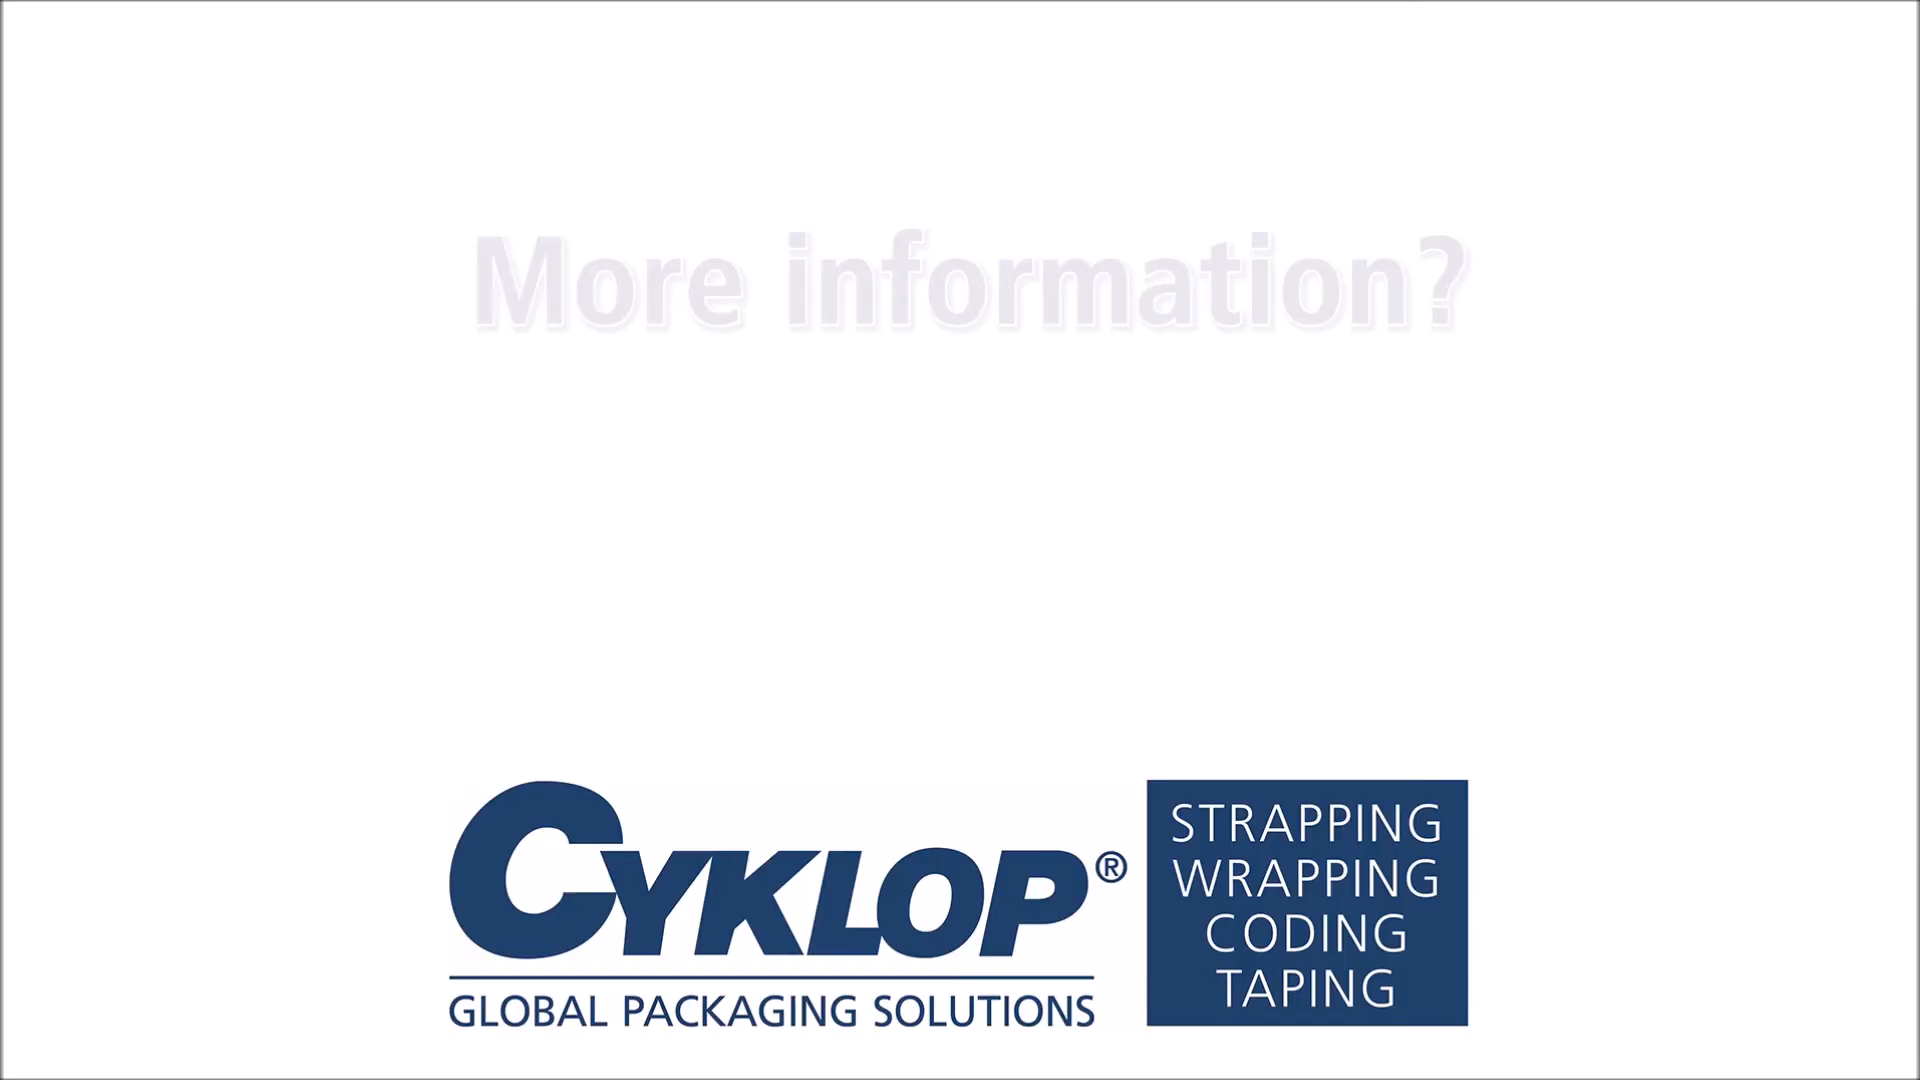 More information?
CYKLOP®
GLOBAL PACKAGING SOLUTIONS
STRAPPING
WRAPPING
CODING
TAPING